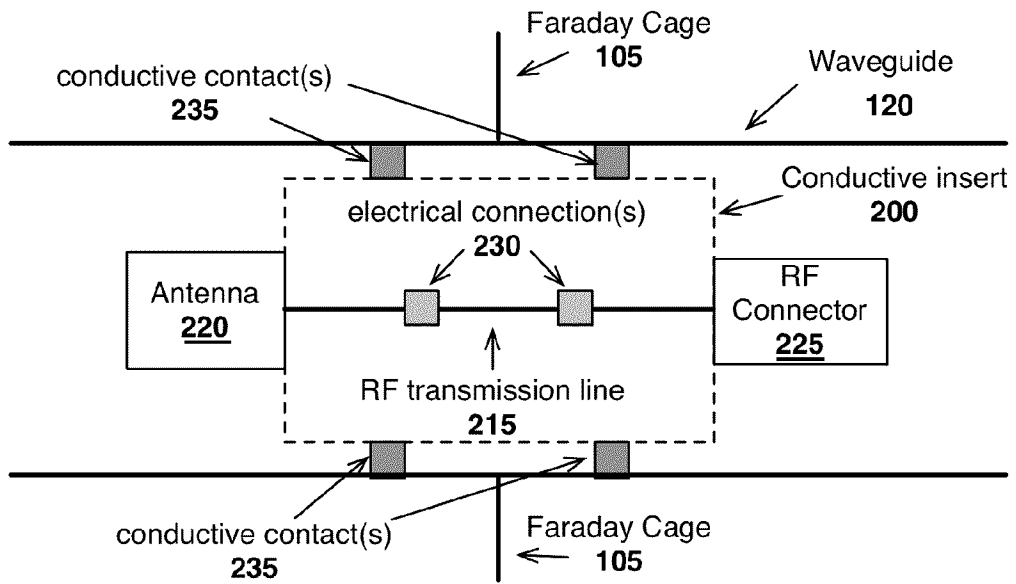 Faraday Cage
105
conductive contact(s)
235
Waveguide
120
Conductive insert
200
electrical connection(s)
230
Antenna
220
RF
Connector
225
RF transmission line
215
conductive contact(s)
235
Faraday Cage
105